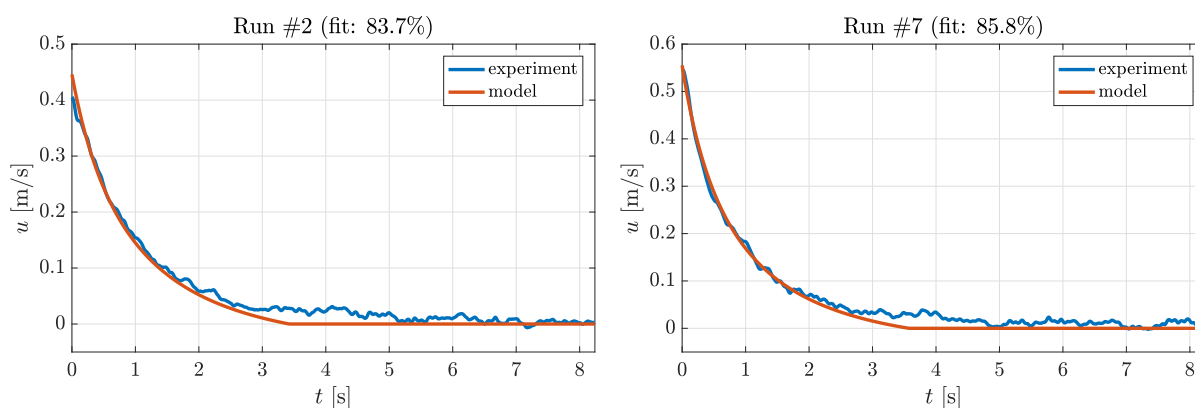 Run #2 (fit: 83.7%)
0.5
0.4
0.3
0.2
0.1
0
u [m/s]
experiment
model
0 1 2 3 4 5 6 7 8
t [s]
Run #7 (fit: 85.8%)
0.6
0.5
0.4
0.3
0.2
0.1
0
u [m/s]
experiment
model
0 1 2 3 4 5 6 7 8
t [s]